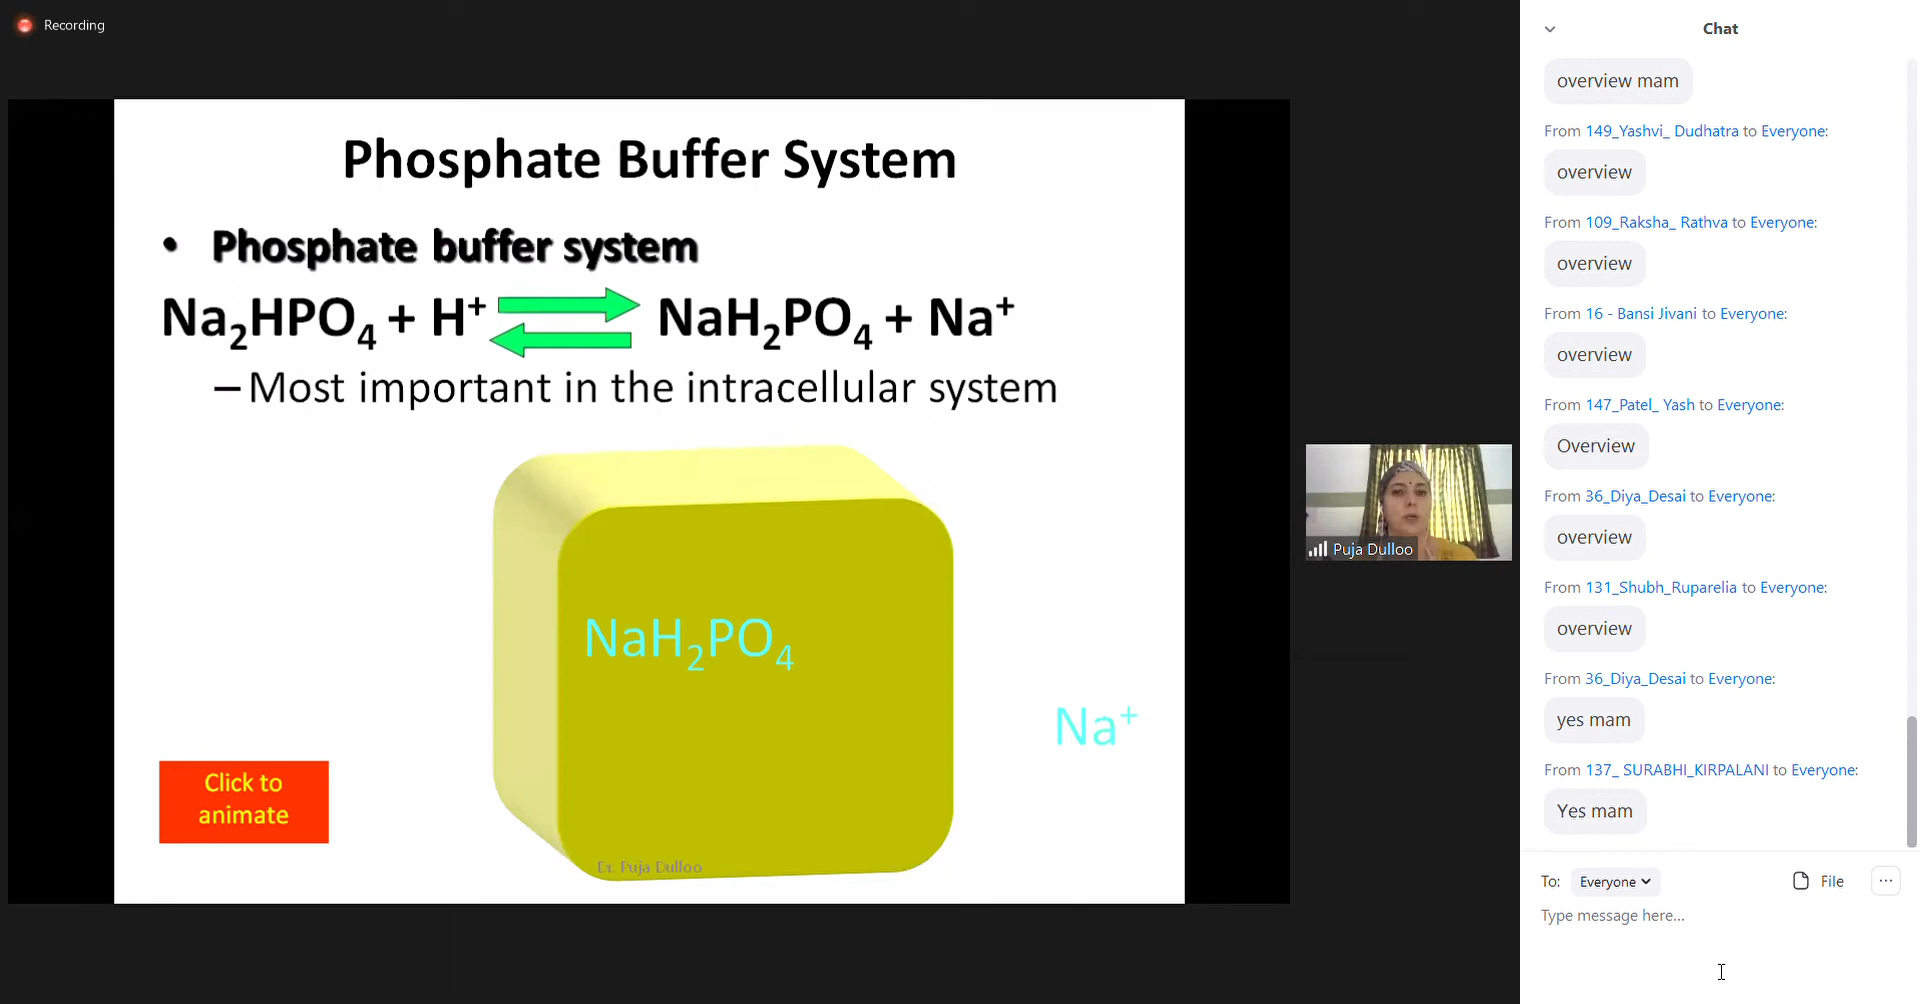 Recording
Phosphate Buffer System
• Phosphate buffer system
Na₂HPO₄ + H⁺ NaH₂PO₄ + Na⁺
– Most important in the intracellular system
NaH₂PO₄
Na⁺
Click to
animate
Dr. Puja Dulloo
Puja Dulloo
Chat
overview mam
From 149_Yashvi_ Dudhatra to Everyone:
overview
From 109_Raksha_ Rathva to Everyone:
overview
From 16 - Bansi Jivani to Everyone:
overview
From 147_Patel_ Yash to Everyone:
Overview
From 36_Diya_Desai to Everyone:
overview
From 131_Shubh_Ruparelia to Everyone:
overview
From 36_Diya_Desai to Everyone:
yes mam
From 137_ SURABHI_KIRPALANI to Everyone:
Yes mam
To: Everyone File ...
Type message here...